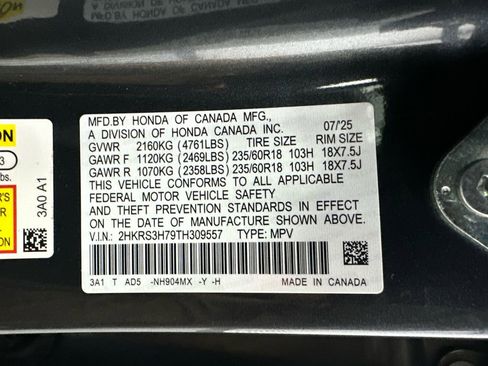 MFD.BY HONDA OF CANADA MFG.,
A DIVISION OF HONDA CANADA INC. 07/'25
GVWR 2160KG (4761LBS) TIRE SIZE RIM SIZE
GAWR F 1120KG (2469LBS) 235/60R18 103H 18X7.5J
GAWR R 1070KG (2358LBS) 235/60R18 103H 18X7.5J
THIS VEHICLE CONFORMS TO ALL APPLICABLE
FEDERAL MOTOR VEHICLE SAFETY
AND THEFT PREVENTION STANDARDS IN EFFECT
ON THE DATE OF MANUFACTURE SHOWN ABOVE.
V.I.N.: 2HKRS3H79TH309557 TYPE: MPV
3A1 T AD5 -NH904MX -Y -H MADE IN CANADA
ON
3
bs.
3A0 A1